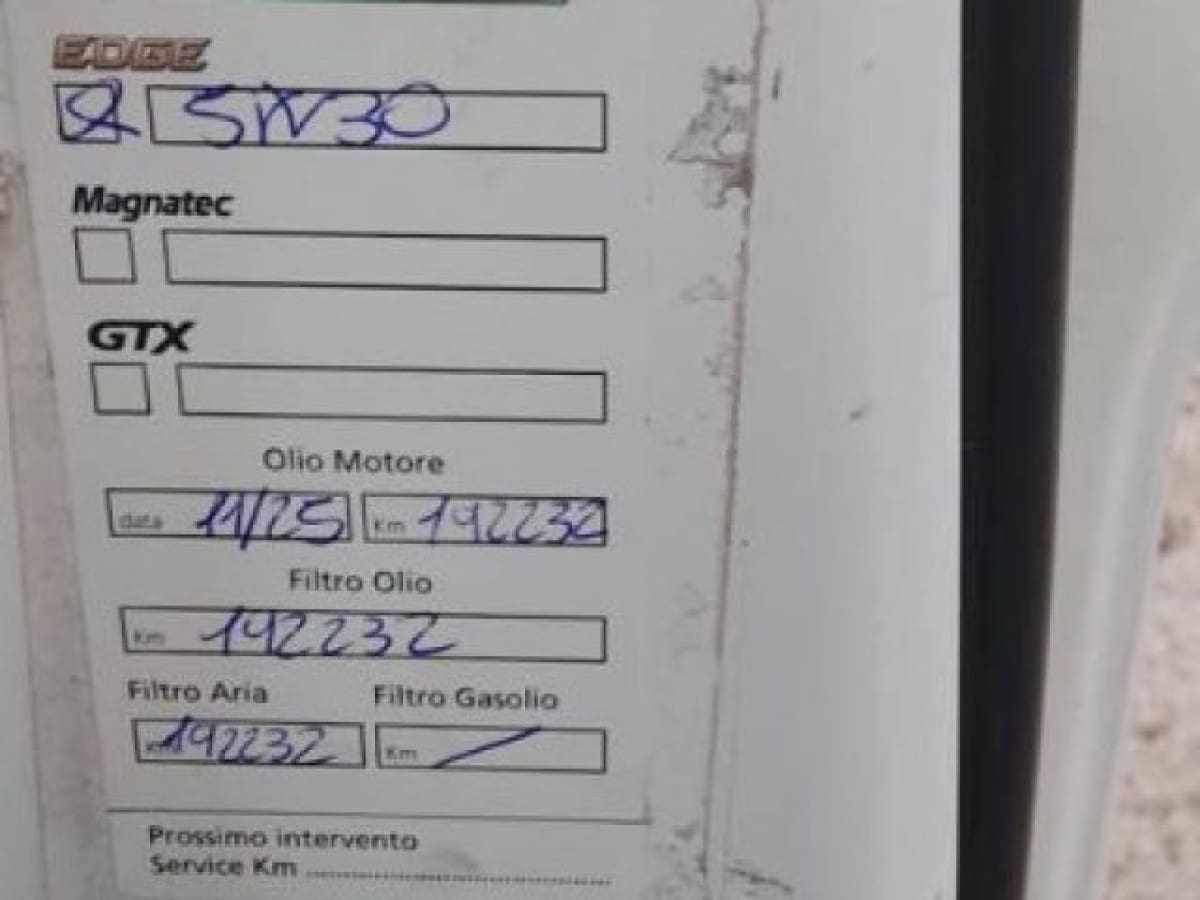 EDGE
5W30
Magnatec
GTX
Olio Motore
data 11/25 Km 192232
Filtro Olio
Km 192232
Filtro Aria Filtro Gasolio
Km 192232 Km /
Prossimo intervento
Service Km ................................